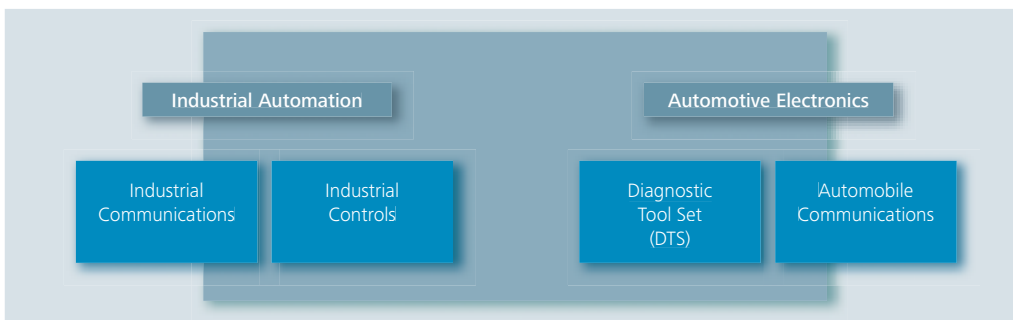 Industrial Automation
Automotive Electronics
Industrial
Communications
Industrial
Controls
Diagnostic
Tool Set
(DTS)
Automobile
Communications